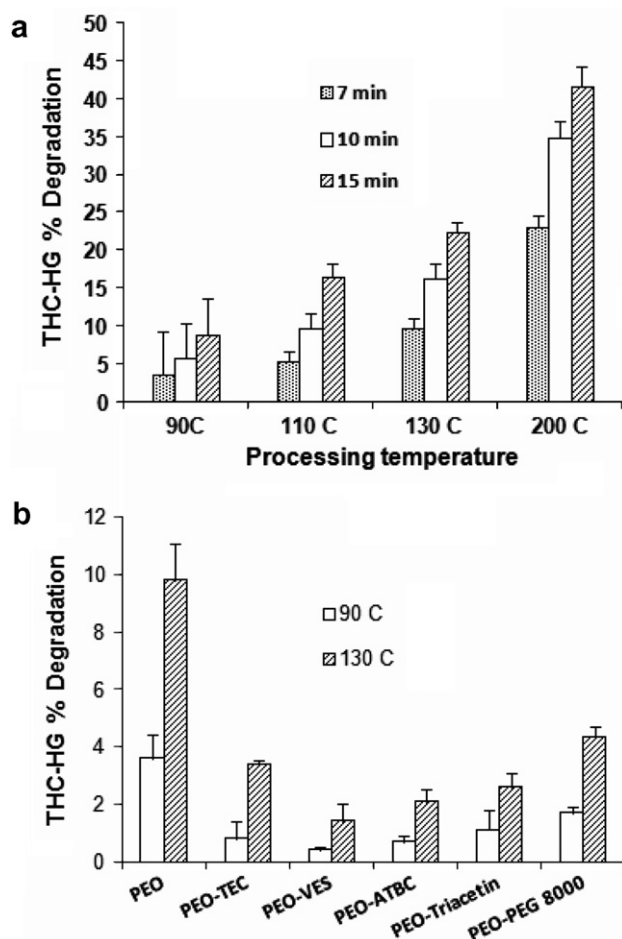 a
THC-HG % Degradation
50
45
40
35
30
25
20
15
10
5
0
7 min
10 min
15 min
90C 110 C 130 C 200 C
Processing temperature
b
THC-HG % Degradation
12
10
8
6
4
2
0
90 C
130 C
PEO PEO-TEC PEO-VES PEO-ATBC PEO-Triacetin PEO-PEG 8000